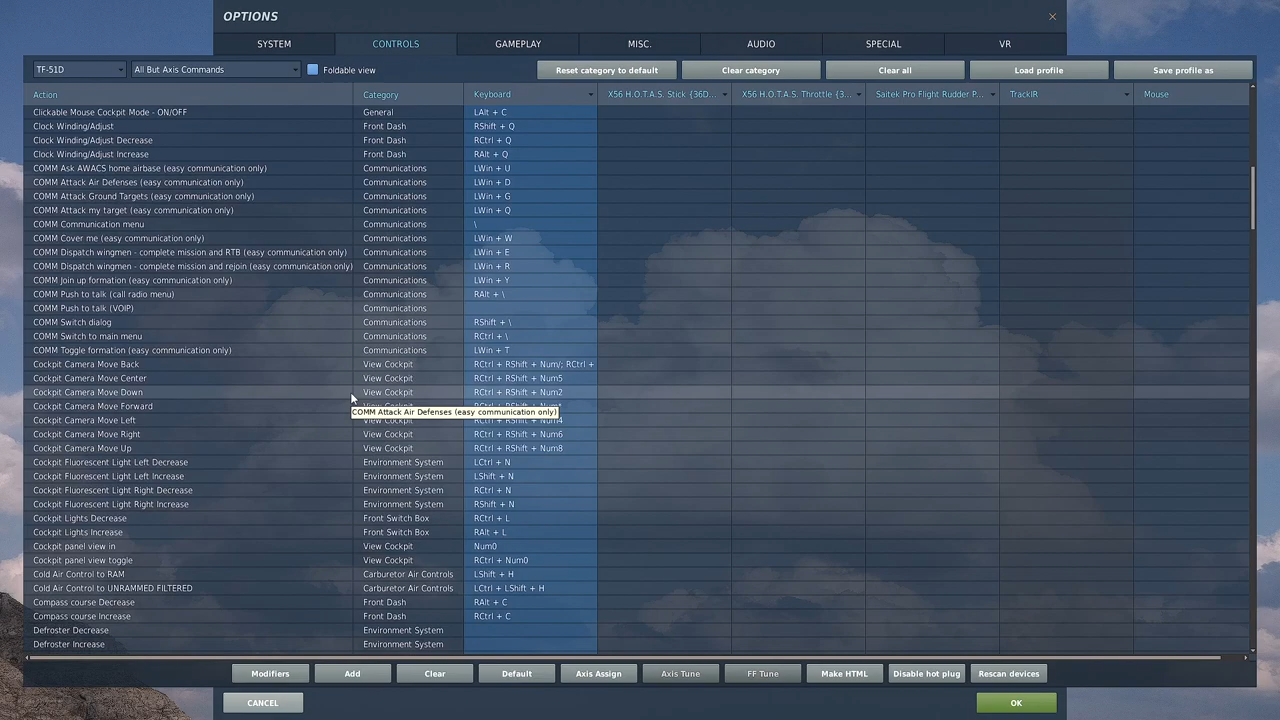 OPTIONS
SYSTEM CONTROLS GAMEPLAY MISC. AUDIO SPECIAL VR
TF-51D All But Axis Commands Foldable view Reset category to default Clear category Clear all Load profile Save profile as
Action Category Keyboard X56 H.O.T.A.S. Stick {36D... X56 H.O.T.A.S. Throttle {3... Saitek Pro Flight Rudder P... TrackIR Mouse
Clickable Mouse Cockpit Mode - ON/OFF General LAlt + C
Clock Winding/Adjust Front Dash RShift + Q
Clock Winding/Adjust Decrease Front Dash RCtrl + Q
Clock Winding/Adjust Increase Front Dash RAlt + Q
COMM Ask AWACS home airbase (easy communication only) Communications LWin + U
COMM Attack Air Defenses (easy communication only) Communications LWin + D
COMM Attack Ground Targets (easy communication only) Communications LWin + G
COMM Attack my target (easy communication only) Communications LWin + Q
COMM Communication menu Communications \
COMM Cover me (easy communication only) Communications LWin + W
COMM Dispatch wingmen - complete mission and RTB (easy communication only) Communications LWin + E
COMM Dispatch wingmen - complete mission and rejoin (easy communication only) Communications LWin + R
COMM Join up formation (easy communication only) Communications LWin + Y
COMM Push to talk (call radio menu) Communications RAlt + \
COMM Push to talk (VOIP) Communications
COMM Switch dialog Communications RShift + \
COMM Switch to main menu Communications RCtrl + \
COMM Toggle formation (easy communication only) Communications LWin + T
Cockpit Camera Move Back View Cockpit RCtrl + RShift + Num/; RCtrl +
Cockpit Camera Move Center View Cockpit RCtrl + RShift + Num5
Cockpit Camera Move Down View Cockpit RCtrl + RShift + Num2
Cockpit Camera Move Forward
COMM Attack Air Defenses (easy communication only)
Cockpit Camera Move Left View Cockpit RCtrl + RShift + Num4
Cockpit Camera Move Right View Cockpit RCtrl + RShift + Num6
Cockpit Camera Move Up View Cockpit RCtrl + RShift + Num8
Cockpit Fluorescent Light Left Decrease Environment System LCtrl + N
Cockpit Fluorescent Light Left Increase Environment System LShift + N
Cockpit Fluorescent Light Right Decrease Environment System RCtrl + N
Cockpit Fluorescent Light Right Increase Environment System RShift + N
Cockpit Lights Decrease Front Switch Box RCtrl + L
Cockpit Lights Increase Front Switch Box RAlt + L
Cockpit panel view in View Cockpit Num0
Cockpit panel view toggle View Cockpit RCtrl + Num0
Cold Air Control to RAM Carburetor Air Controls LShift + H
Cold Air Control to UNRAMMED FILTERED Carburetor Air Controls LCtrl + LShift + H
Compass course Decrease Front Dash RAlt + C
Compass course Increase Front Dash RCtrl + C
Defroster Decrease Environment System
Defroster Increase Environment System
Modifiers Add Clear Default Axis Assign Axis Tune FF Tune Make HTML Disable hot plug Rescan devices
CANCEL OK